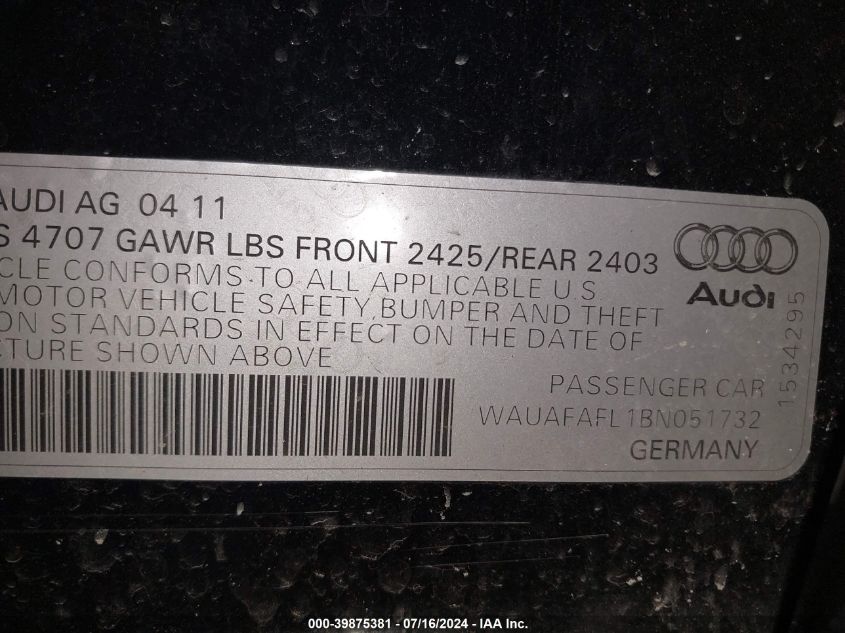 AUDI AG 04 11
S 4707 GAWR LBS FRONT 2425/REAR 2403
CLE CONFORMS TO ALL APPLICABLE U.S
MOTOR VEHICLE SAFETY, BUMPER AND THEFT
ON STANDARDS IN EFFECT ON THE DATE OF
CTURE SHOWN ABOVE
Audi
1534295
PASSENGER CAR
WAUAFAFL1BN051732
GERMANY
000-39875381 - 07/16/2024 - IAA Inc.